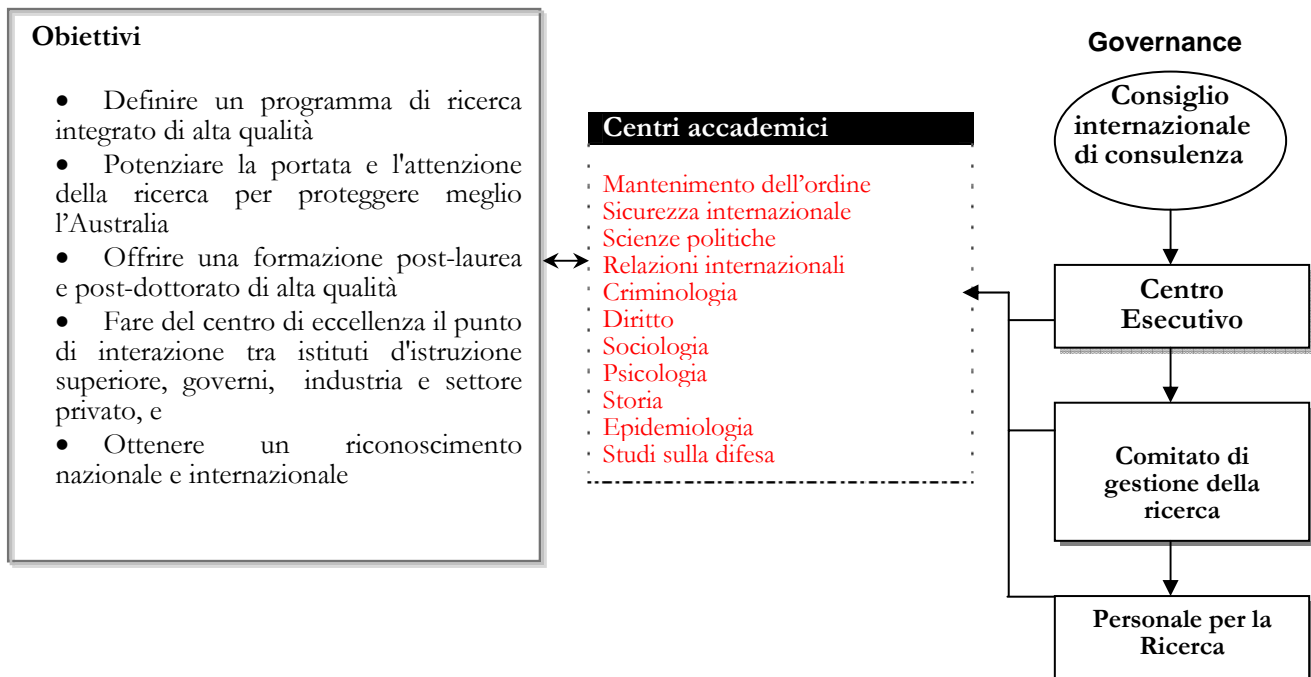 Obiettivi
• Definire un programma di ricerca
integrato di alta qualità
• Potenziare la portata e l'attenzione
della ricerca per proteggere meglio
l’Australia
• Offrire una formazione post-laurea
e post-dottorato di alta qualità
• Fare del centro di eccellenza il punto
di interazione tra istituti d'istruzione
superiore, governi, industria e settore
privato, e
• Ottenere un riconoscimento
nazionale e internazionale
Centri accademici
Mantenimento dell’ordine
Sicurezza internazionale
Scienze politiche
Relazioni internazionali
Criminologia
Diritto
Sociologia
Psicologia
Storia
Epidemiologia
Studi sulla difesa
Governance
Consiglio
internazionale
di consulenza
Centro
Esecutivo
Comitato di
gestione della
ricerca
Personale per la
Ricerca